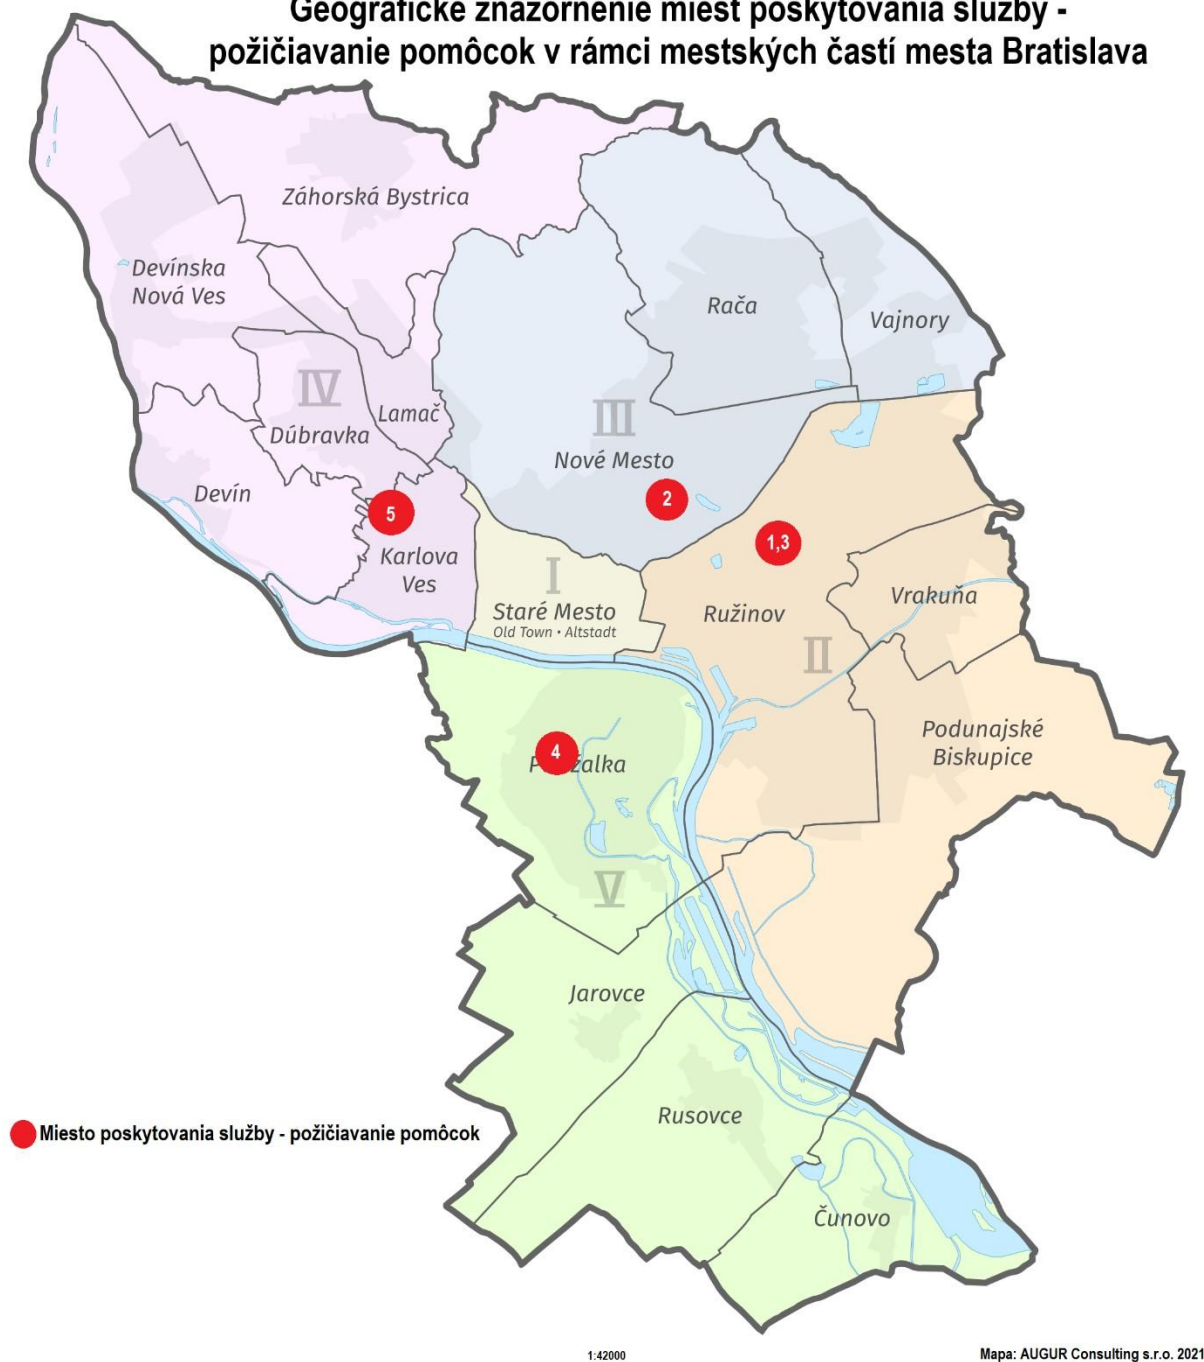 Geografické znázornenie miest poskytovania služby -
požičiavanie pomôcok v rámci mestských častí mesta Bratislava
Záhorská Bystrica
Devínska
Nová Ves
Rača
Vajnory
IV
Lamač
Dúbravka
III
Nové Mesto
Devín
2
5
1,3
Karlova
Ves
I
Staré Mesto
Old Town • Altstadt
Ružinov
Vrakuňa
II
Podunajské
Biskupice
4
V
Jarovce
Rusovce
Miesto poskytovania služby - požičiavanie pomôcok
Čunovo
1:42000
Mapa: AUGUR Consulting s.r.o. 2021